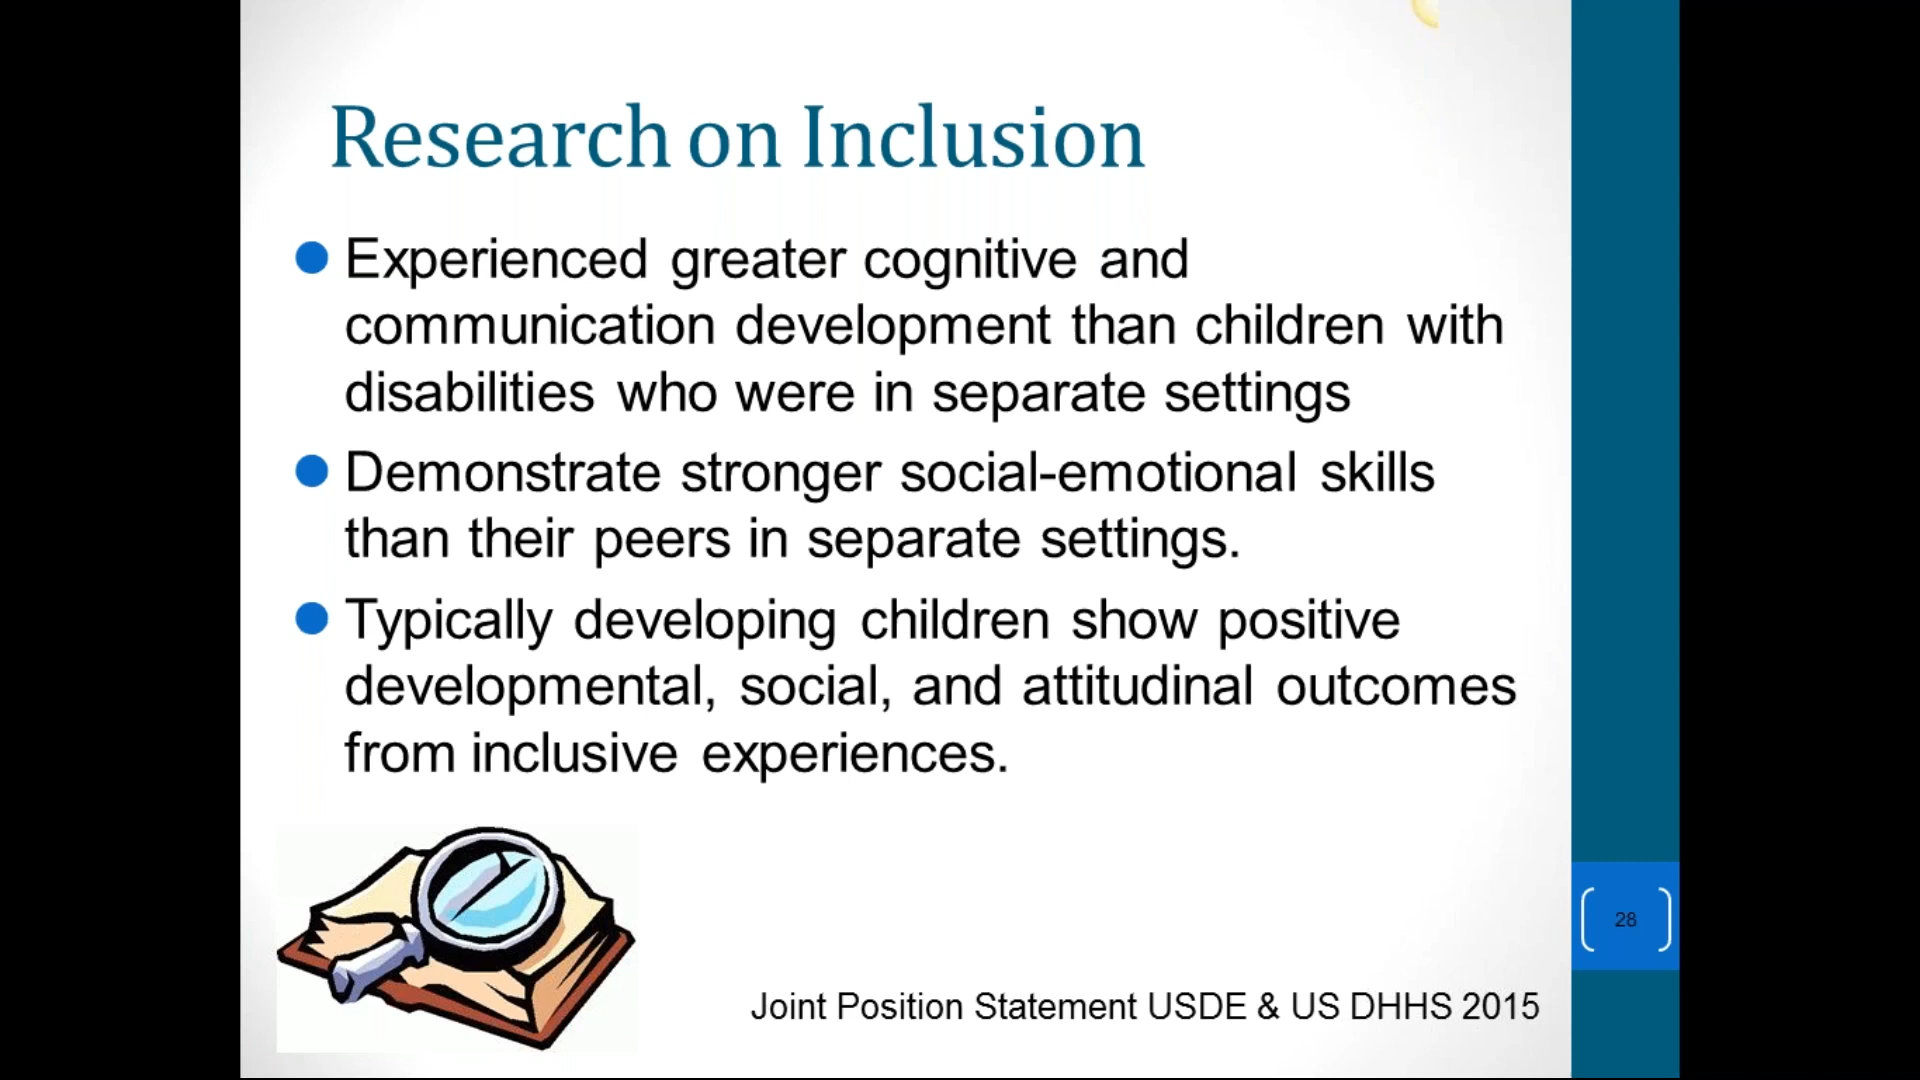 Research on Inclusion
Experienced greater cognitive and
communication development than children with
disabilities who were in separate settings
Demonstrate stronger social-emotional skills
than their peers in separate settings.
Typically developing children show positive
developmental, social, and attitudinal outcomes
from inclusive experiences.
28
Joint Position Statement USDE & US DHHS 2015